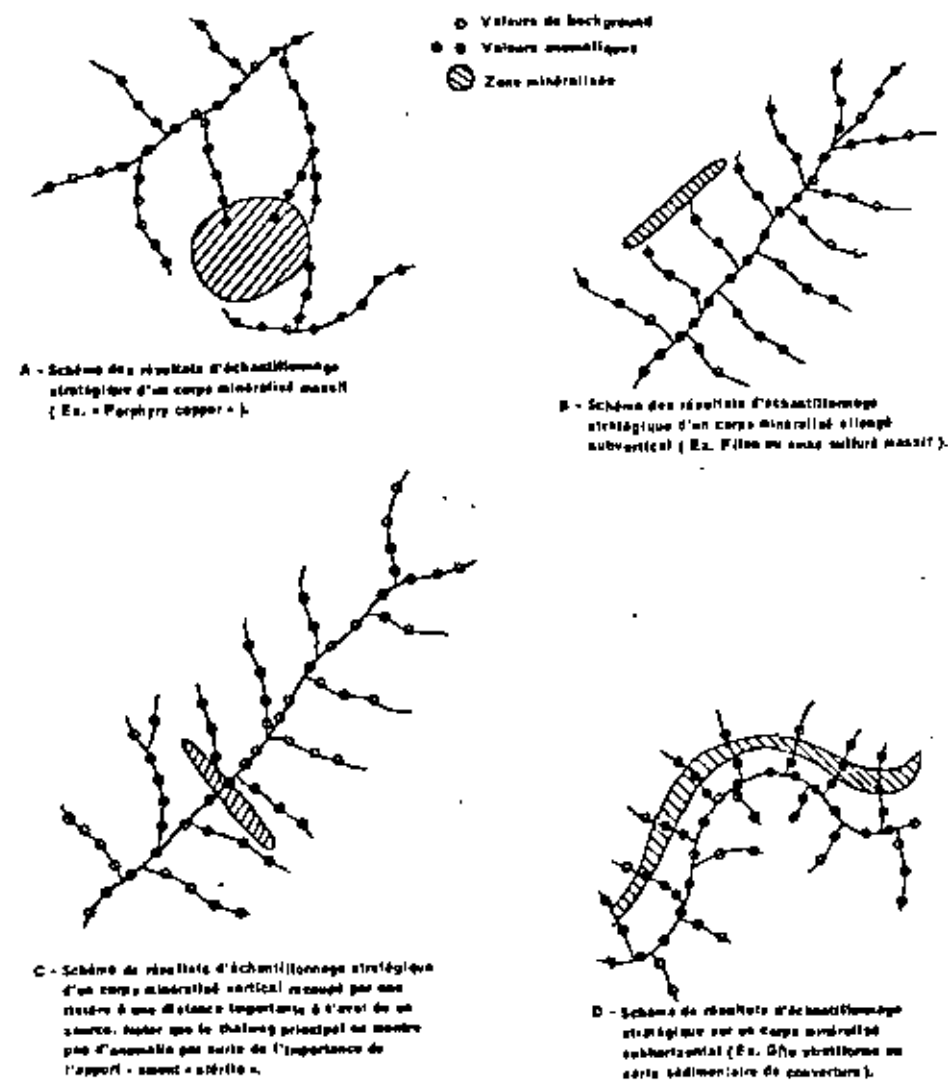 Valeurs de background
Valeurs anomaliques
Zone minéralisée
A - Schéma des résultats d'échantillonnage
stratégique d'un corps minéralisé massif
( Ex. « Porphyry copper » ).
B - Schéma des résultats d'échantillonnage
stratégique d'un corps minéralisé allongé
subvertical ( Ex. Filon ou amas sulfuré massif ).
C - Schéma de résultats d'échantillonnage stratégique
d'un corps minéralisé vertical recoupé par une
rivière à une distance importante à l'aval de sa
source. Noter que le thalweg principal ne montre
pas d'anomalie par suite de l'importance de
l'apport « amont » stérile ».
D - Schéma de résultats d'échantillonnage
stratégique sur un corps minéralisé
subhorizontal ( Ex. Gîte stratiforme ou
série sédimentaire de couverture ).